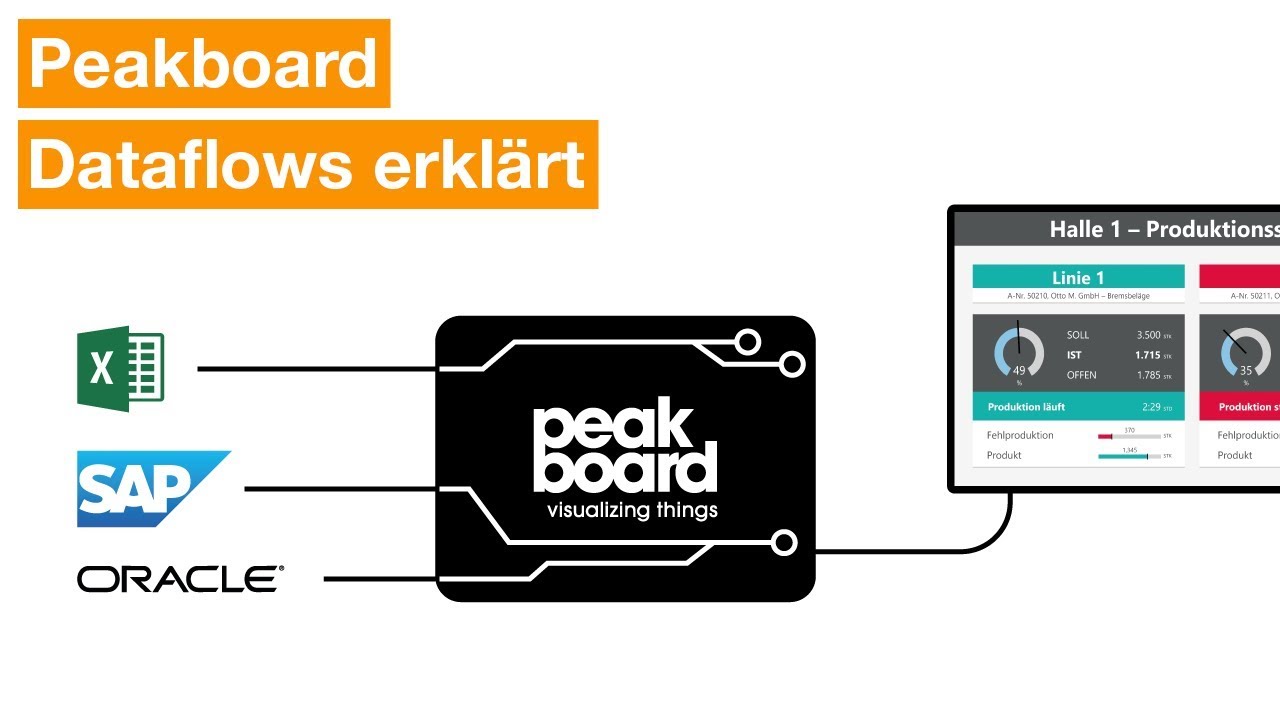 Peakboard
Dataflows erklärt
Halle 1 – Produktionss
Linie 1
A-Nr. 50210, Otto M. GmbH – Bremsbeläge
A-Nr. 50211, O
SOLL 3.500 STK
IST 1.715 STK
OFFEN 1.785 STK
49
%
35
%
Produktion läuft 2:29 STD
Produktion s
Fehlproduktion 370 STK
Produkt 1.345 STK
Fehlproduktio
Produkt
X
SAP
ORACLE®
peak
board
visualizing things